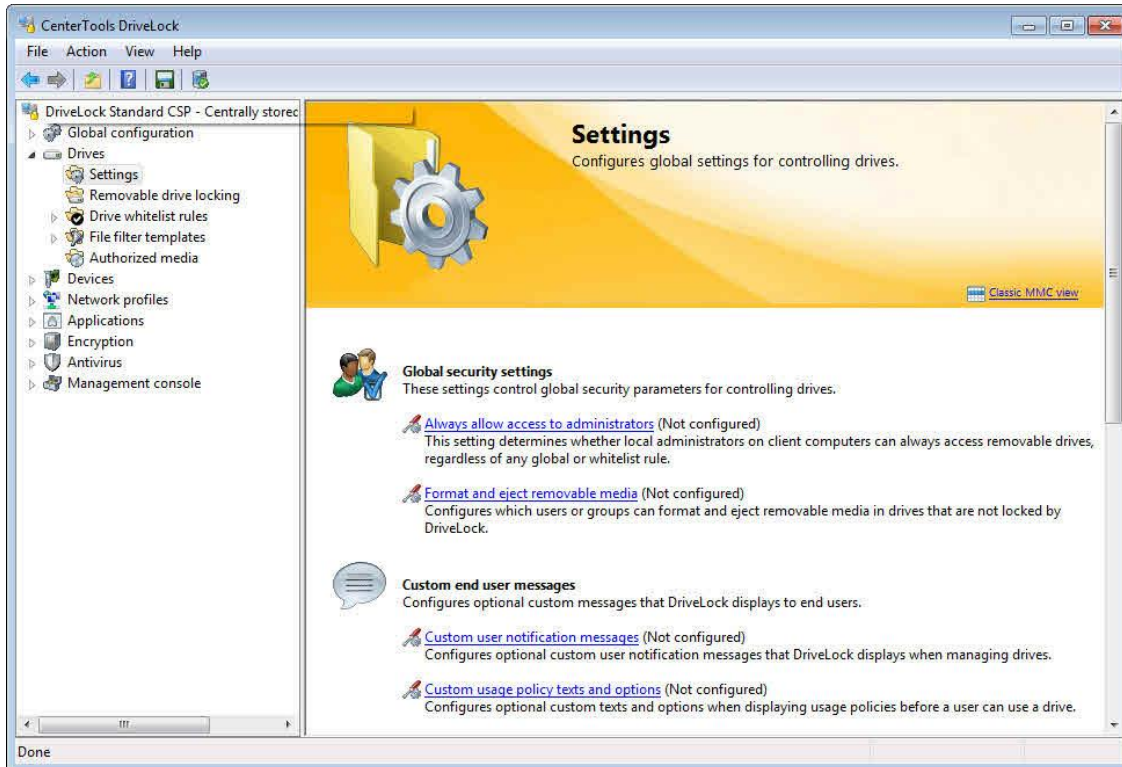 CenterTools DriveLock
File Action View Help
DriveLock Standard CSP - Centrally storec
Global configuration
Drives
Settings
Removable drive locking
Drive whitelist rules
File filter templates
Authorized media
Devices
Network profiles
Applications
Encryption
Antivirus
Management console
Settings
Configures global settings for controlling drives.
Classic MMC view
Global security settings
These settings control global security parameters for controlling drives.
Always allow access to administrators (Not configured)
This setting determines whether local administrators on client computers can always access removable drives,
regardless of any global or whitelist rule.
Format and eject removable media (Not configured)
Configures which users or groups can format and eject removable media in drives that are not locked by
DriveLock.
Custom end user messages
Configures optional custom messages that DriveLock displays to end users.
Custom user notification messages (Not configured)
Configures optional custom user notification messages that DriveLock displays when managing drives.
Custom usage policy texts and options (Not configured)
Configures optional custom texts and options when displaying usage policies before a user can use a drive.
Done